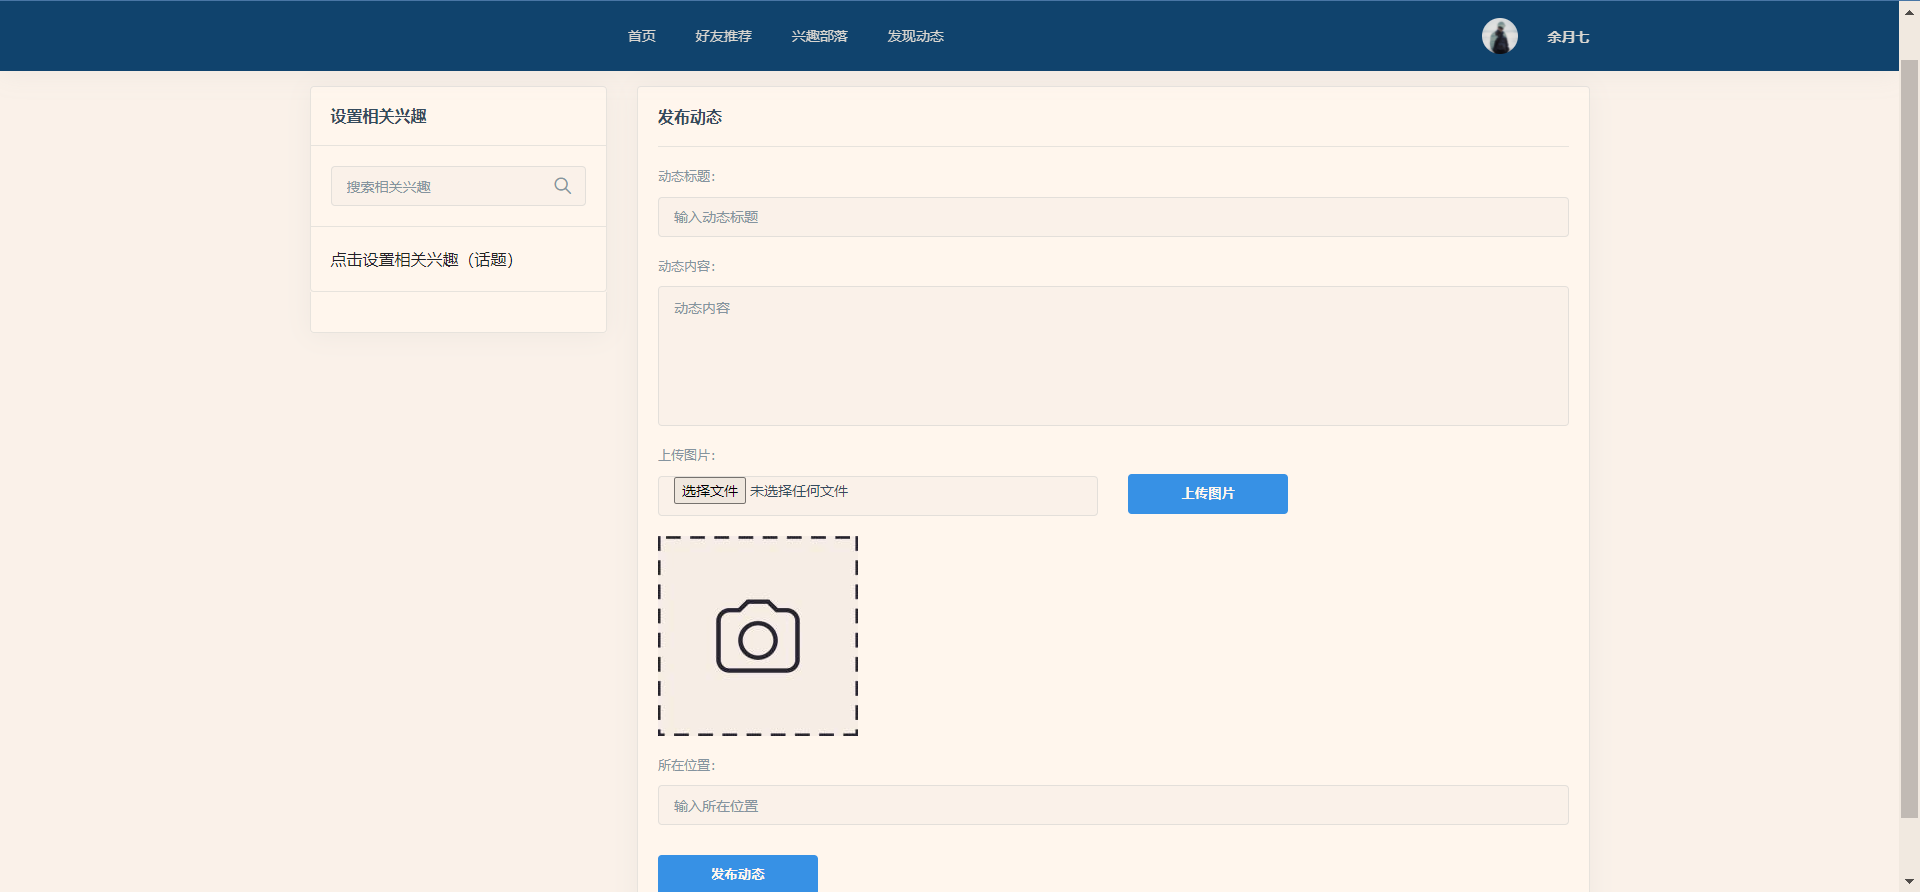 首页 好友推荐 兴趣部落 发现动态 余月七
设置相关兴趣
搜索相关兴趣
点击设置相关兴趣（话题）
发布动态
动态标题：
输入动态标题
动态内容：
动态内容
上传图片：
选择文件 未选择任何文件 上传图片
所在位置：
输入所在位置
发布动态